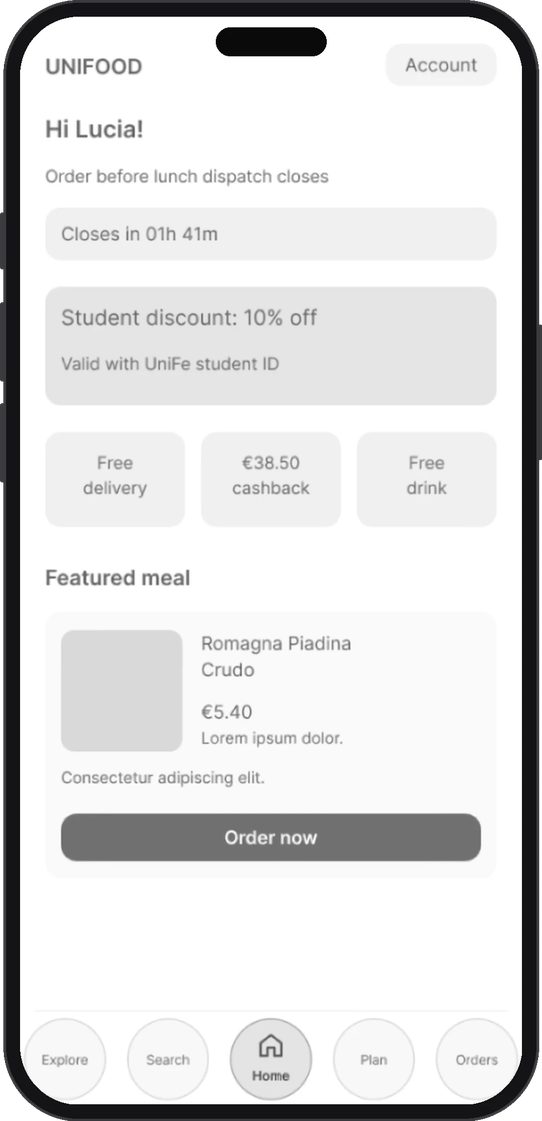 UNIFOOD
Account
Hi Lucia!
Order before lunch dispatch closes
Closes in 01h 41m
Student discount: 10% off
Valid with UniFe student ID
Free
delivery
€38.50
cashback
Free
drink
Featured meal
Romagna Piadina
Crudo
€5.40
Lorem ipsum dolor.
Consectetur adipiscing elit.
Order now
Explore
Search
Home
Plan
Orders